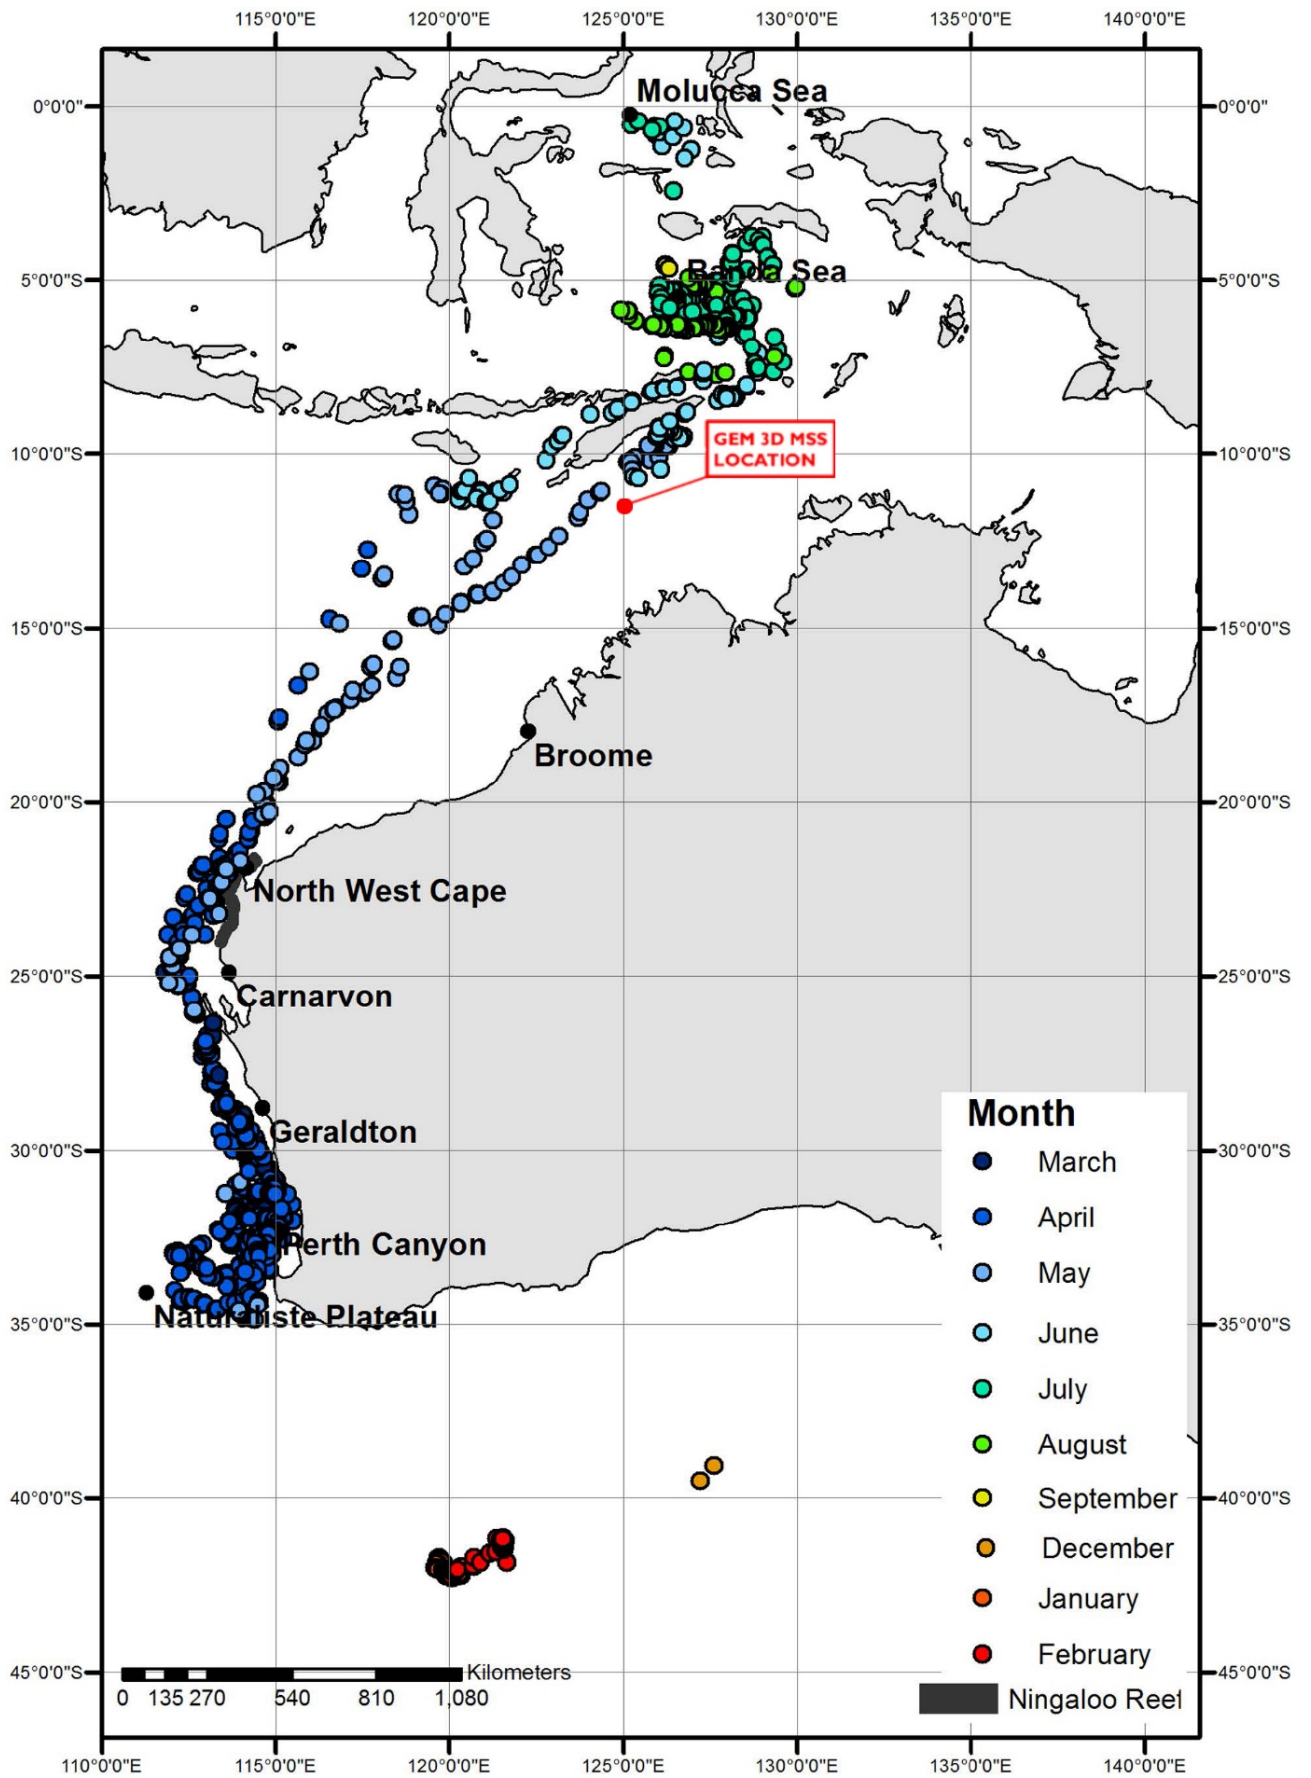 115°0'0"E 120°0'0"E 125°0'0"E 130°0'0"E 135°0'0"E 140°0'0"E
Molucca Sea
0°0'0" 0°0'0"
Banda Sea
5°0'0"S 5°0'0"S
GEM 3D MSS
LOCATION
10°0'0"S 10°0'0"S
15°0'0"S 15°0'0"S
Broome
20°0'0"S 20°0'0"S
North West Cape
25°0'0"S 25°0'0"S
Carnarvon
Geraldton
30°0'0"S 30°0'0"S
Perth Canyon
Naturaliste Plateau
35°0'0"S 35°0'0"S
40°0'0"S 40°0'0"S
45°0'0"S 45°0'0"S
Month
March
April
May
June
July
August
September
December
January
February
Ningaloo Reef
Kilometers
0 135 270 540 810 1,080
110°0'0"E 115°0'0"E 120°0'0"E 125°0'0"E 130°0'0"E 135°0'0"E 140°0'0"E